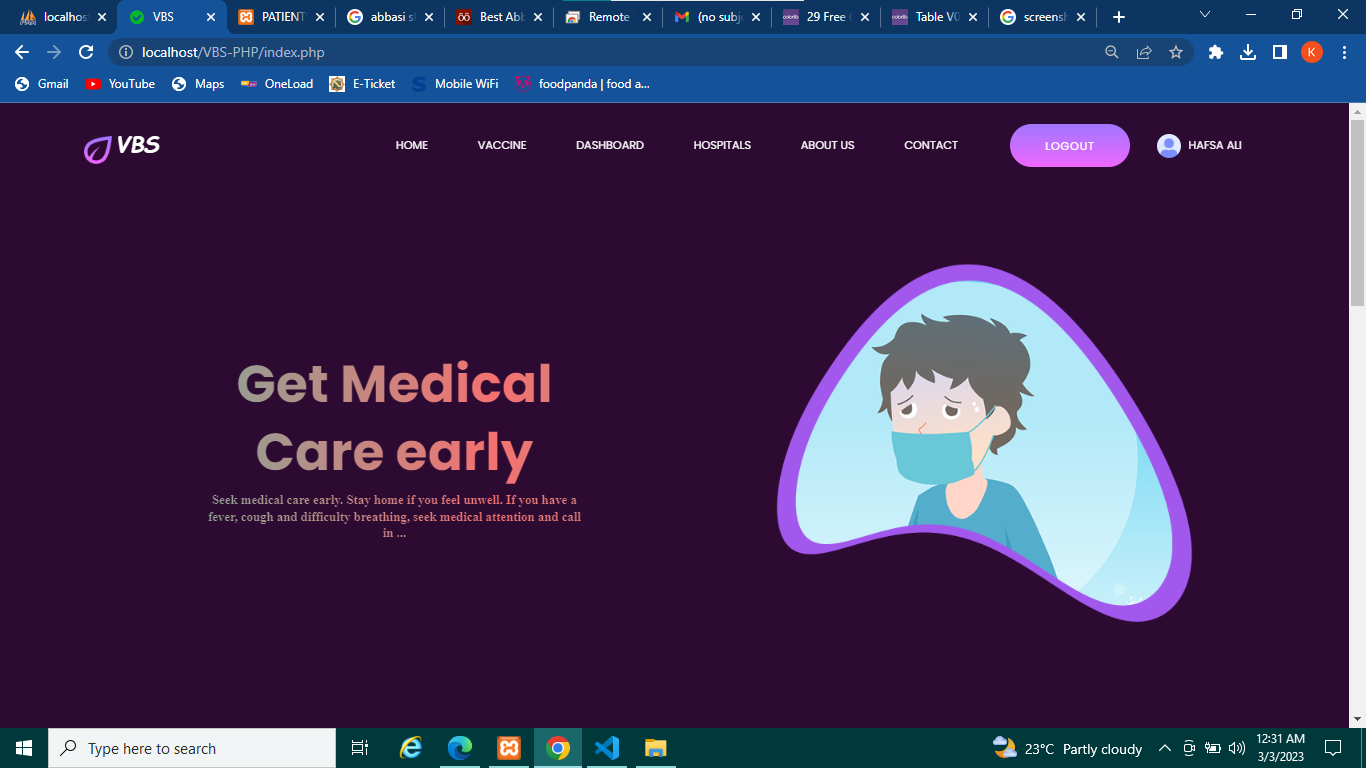 localhost
VBS
PATIENT
abbasi s
Best Abb
Remote
(no subj
29 Free
Table V0
screensh
localhost/VBS-PHP/index.php
K
Gmail
YouTube
Maps
OneLoad
E-Ticket
Mobile WiFi
foodpanda | food a...
VBS
HOME
VACCINE
DASHBOARD
HOSPITALS
ABOUT US
CONTACT
LOGOUT
HAFSA ALI
Get Medical
Care early
Seek medical care early. Stay home if you feel unwell. If you have a
fever, cough and difficulty breathing, seek medical attention and call
in ...
Type here to search
23°C Partly cloudy
12:31 AM
3/3/2023